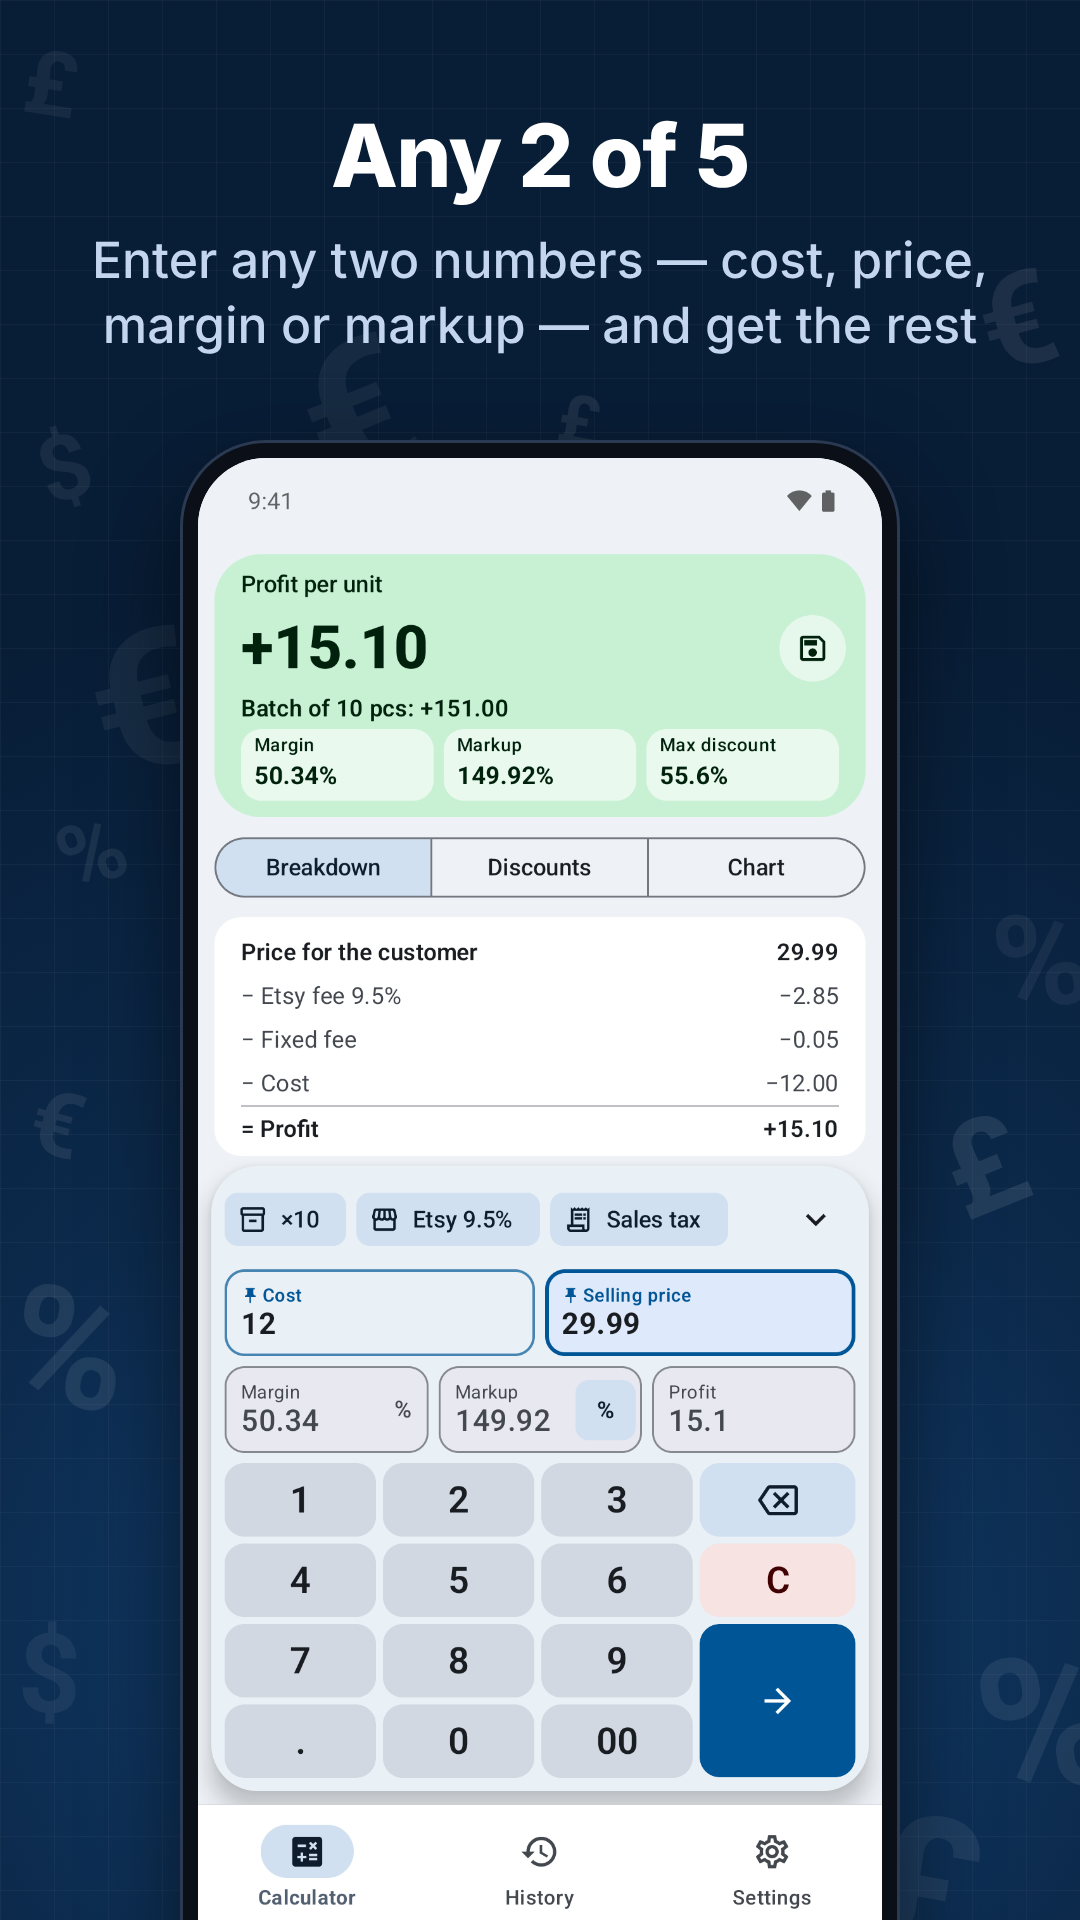 Any 2 of 5
Enter any two numbers — cost, price,
margin or markup — and get the rest
9:41
Profit per unit
+15.10
Batch of 10 pcs: +151.00
Margin
50.34%
Markup
149.92%
Max discount
55.6%
Breakdown
Discounts
Chart
Price for the customer 29.99
− Etsy fee 9.5% −2.85
− Fixed fee −0.05
− Cost −12.00
= Profit +15.10
×10
Etsy 9.5%
Sales tax
Cost
12
Selling price
29.99
Margin
50.34 %
Markup
149.92 %
Profit
15.1
1 2 3
4 5 6 C
7 8 9
. 0 00
Calculator
History
Settings